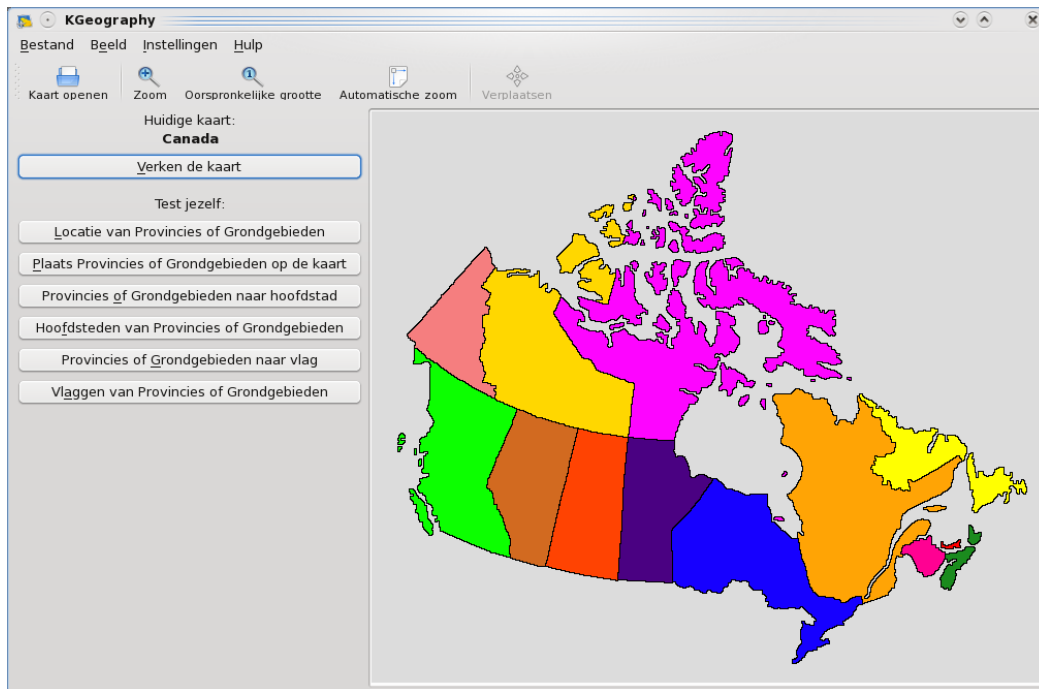 KGeography
Bestand Beeld Instellingen Hulp
Kaart openen Zoom Oorspronkelijke grootte Automatische zoom Verplaatsen
Huidige kaart:
Canada
Verken de kaart
Test jezelf:
Locatie van Provincies of Grondgebieden
Plaats Provincies of Grondgebieden op de kaart
Provincies of Grondgebieden naar hoofdstad
Hoofdsteden van Provincies of Grondgebieden
Provincies of Grondgebieden naar vlag
Vlaggen van Provincies of Grondgebieden